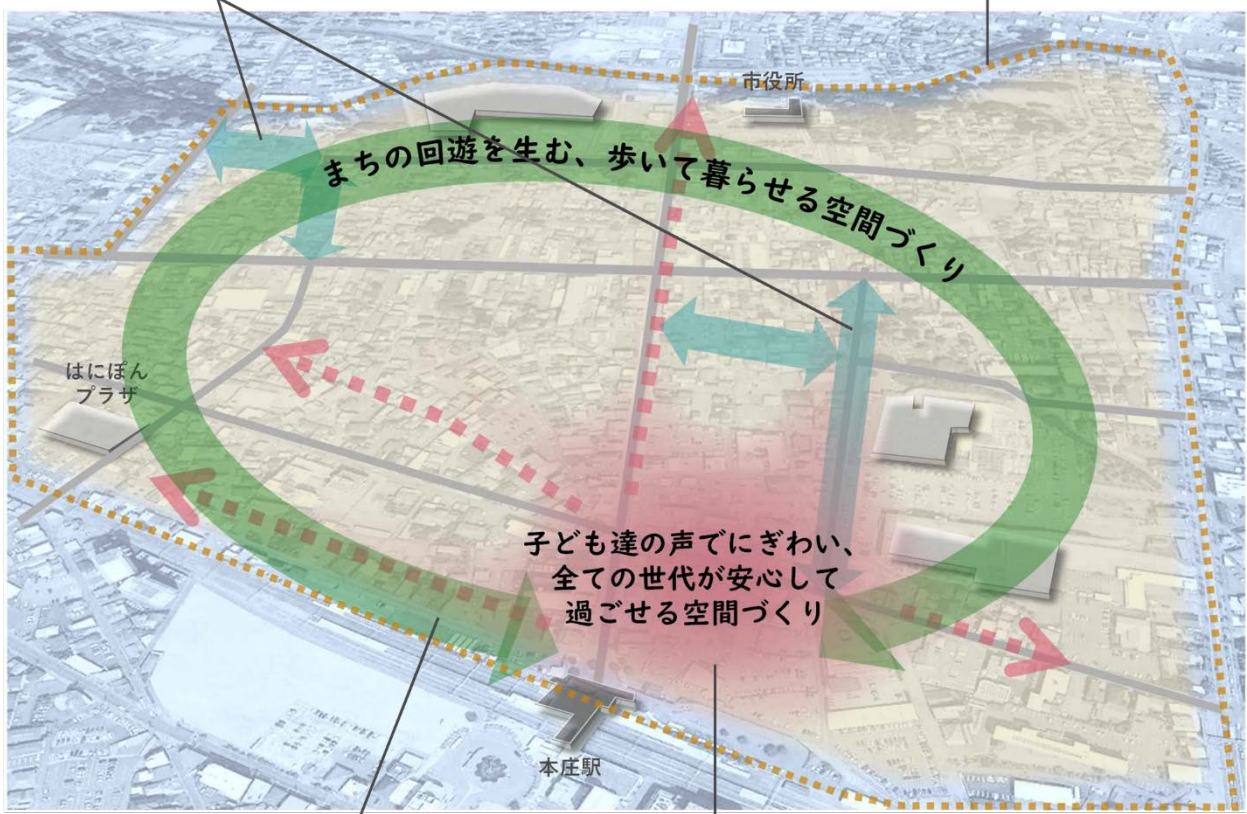 市役所
まちの回遊を生む、歩いて暮らせる空間づくり
はにぽん
プラザ
子ども達の声でにぎわい、
全ての世代が安心して
過ごせる空間づくり
本庄駅